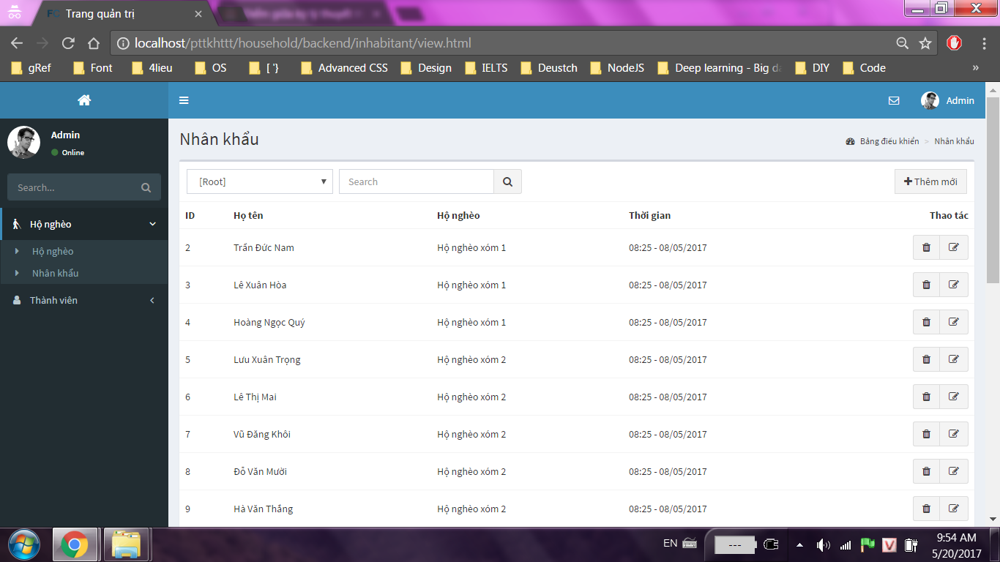 Trang quản trị
localhost/pttkhttt/household/backend/inhabitant/view.html
gRef Font 4lieu OS [ '} Advanced CSS Design IELTS Deustch NodeJS Deep learning - Big da DIY Code »
Admin
Admin
Online
Search...
Hộ nghèo
Hộ nghèo
Nhân khẩu
Thành viên
Nhân khẩu
Bảng điều khiển > Nhân khẩu
[Root] Search Thêm mới
ID Họ tên Hộ nghèo Thời gian Thao tác
2 Trần Đức Nam Hộ nghèo xóm 1 08:25 - 08/05/2017
3 Lê Xuân Hòa Hộ nghèo xóm 1 08:25 - 08/05/2017
4 Hoàng Ngọc Quý Hộ nghèo xóm 1 08:25 - 08/05/2017
5 Lưu Xuân Trọng Hộ nghèo xóm 2 08:25 - 08/05/2017
6 Lê Thị Mai Hộ nghèo xóm 2 08:25 - 08/05/2017
7 Vũ Đăng Khôi Hộ nghèo xóm 2 08:25 - 08/05/2017
8 Đỗ Văn Mười Hộ nghèo xóm 2 08:25 - 08/05/2017
9 Hà Văn Thắng Hộ nghèo xóm 2 08:25 - 08/05/2017
EN --- 9:54 AM
5/20/2017